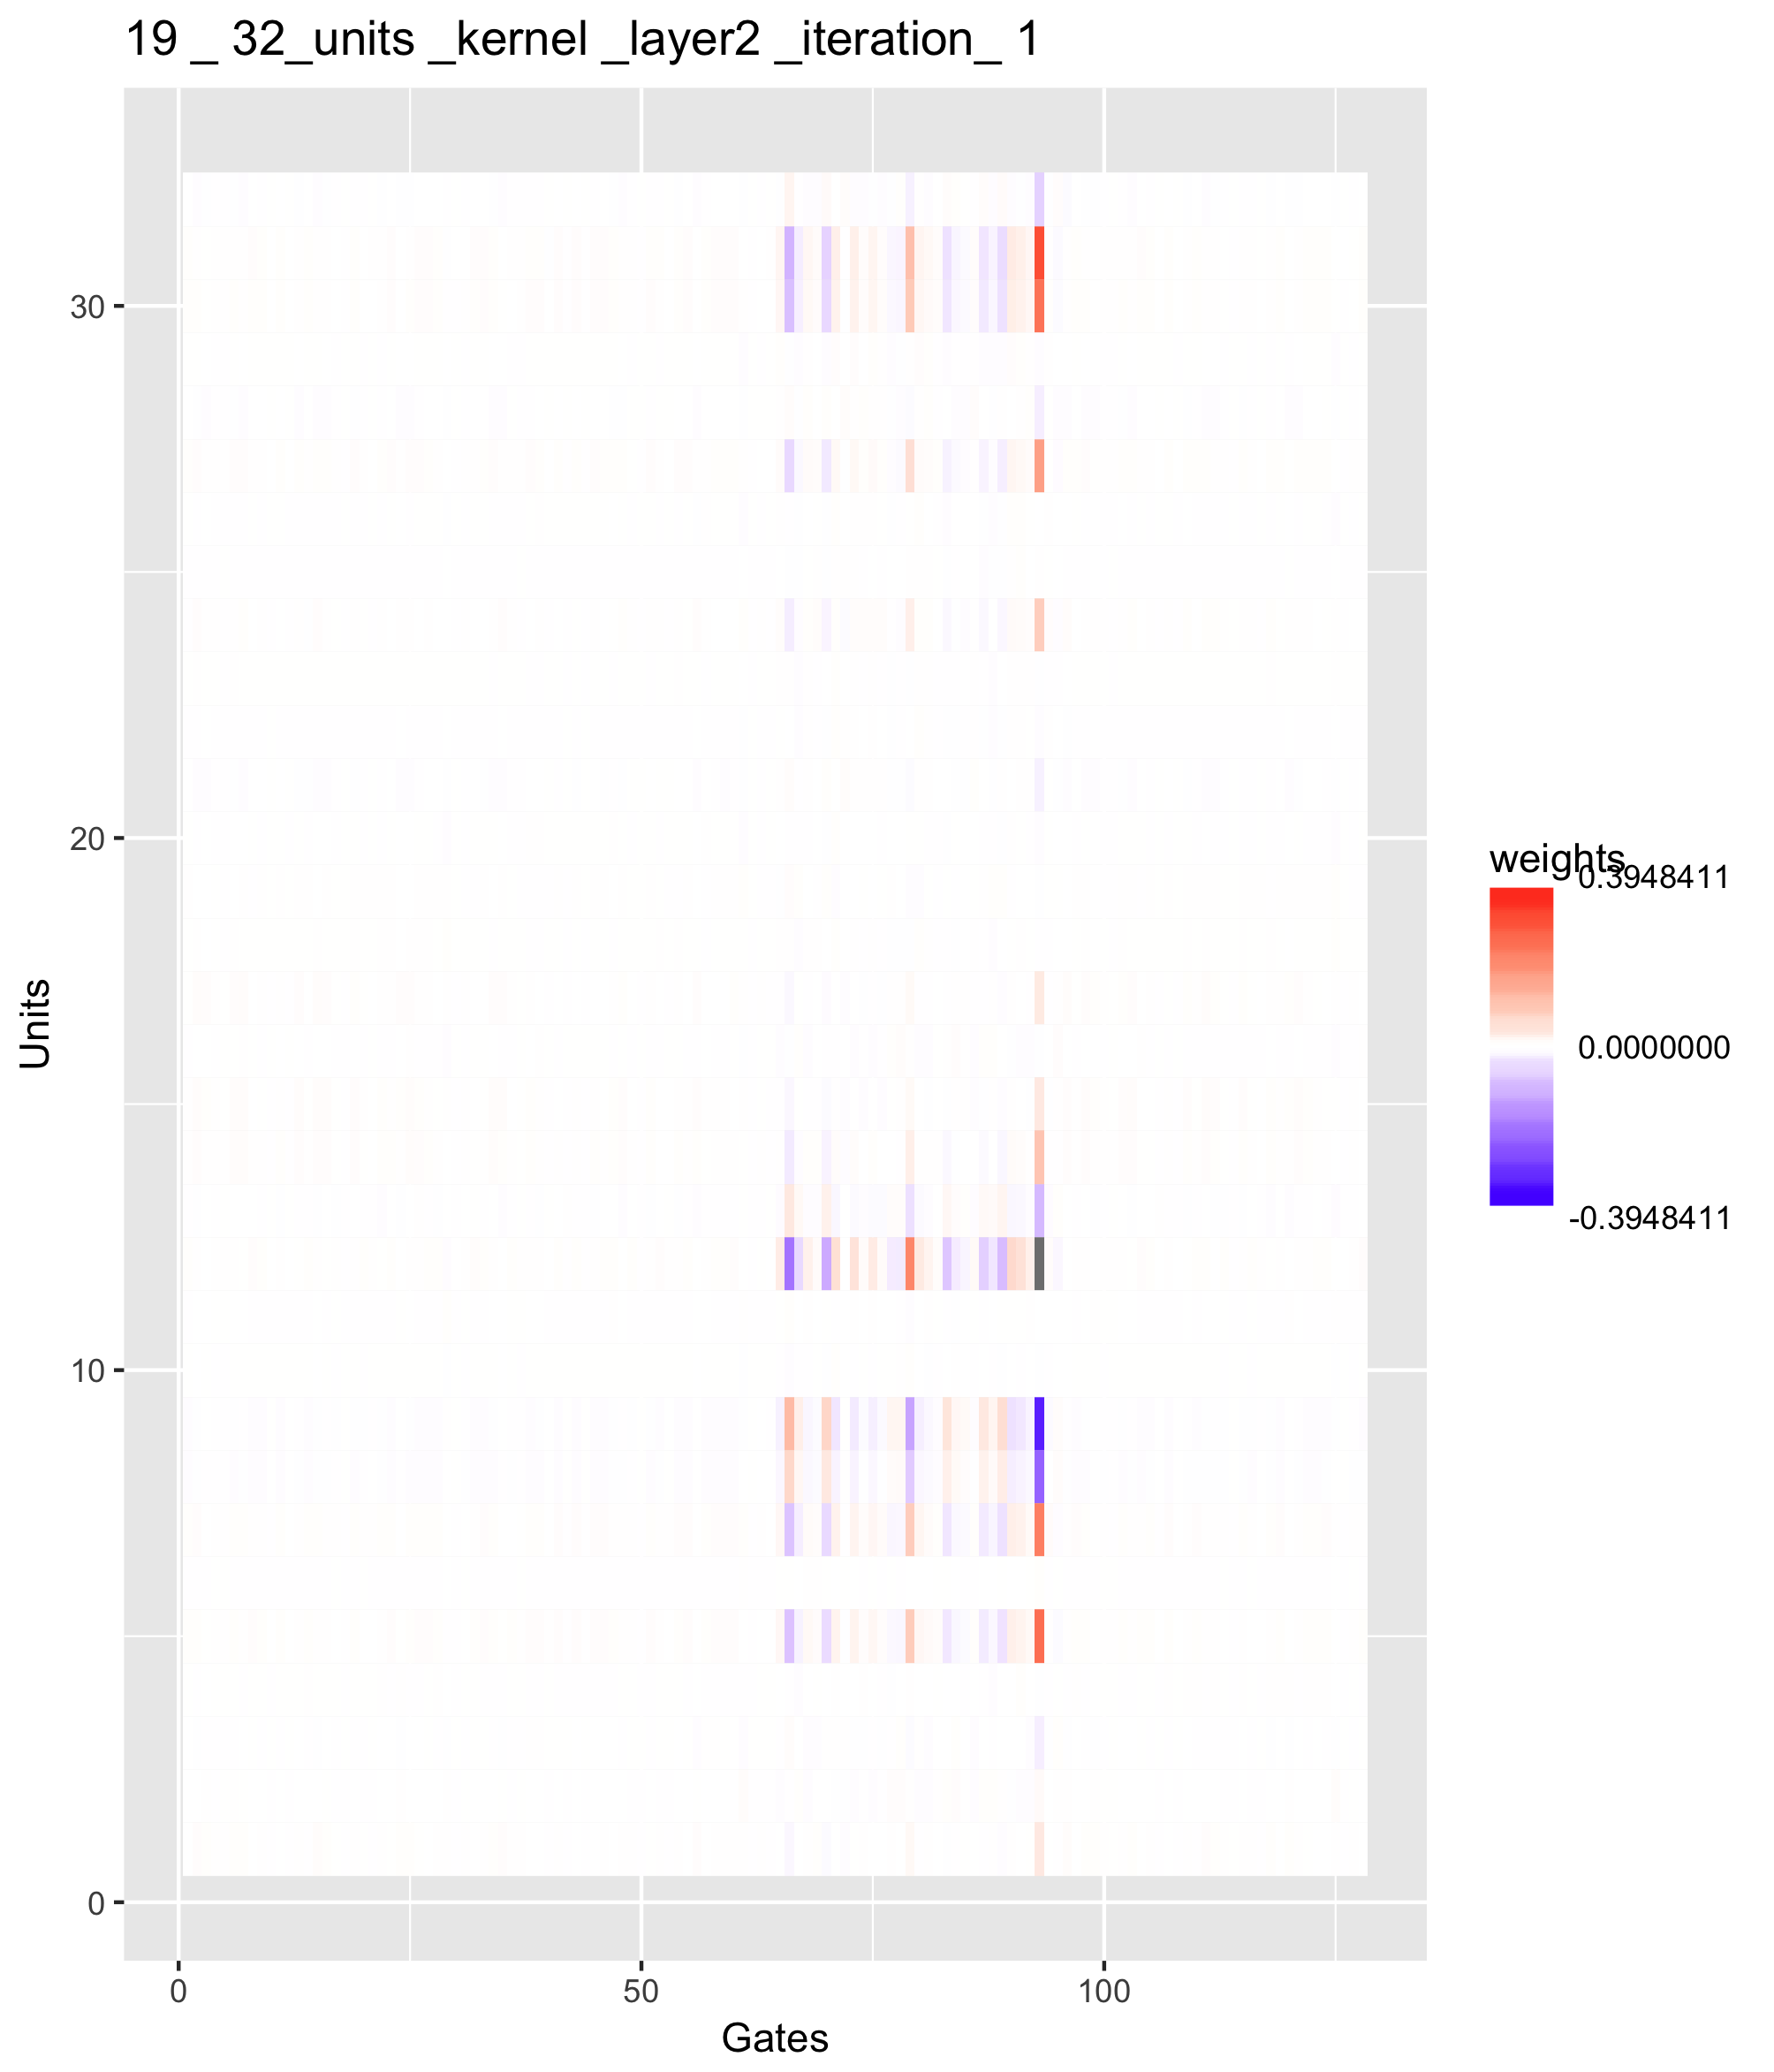 19 _ 32_units _kernel _layer2 _iteration_ 1
30
20
10
0
Units
0 50 100
Gates
weights
0.3948411
0.0000000
-0.3948411